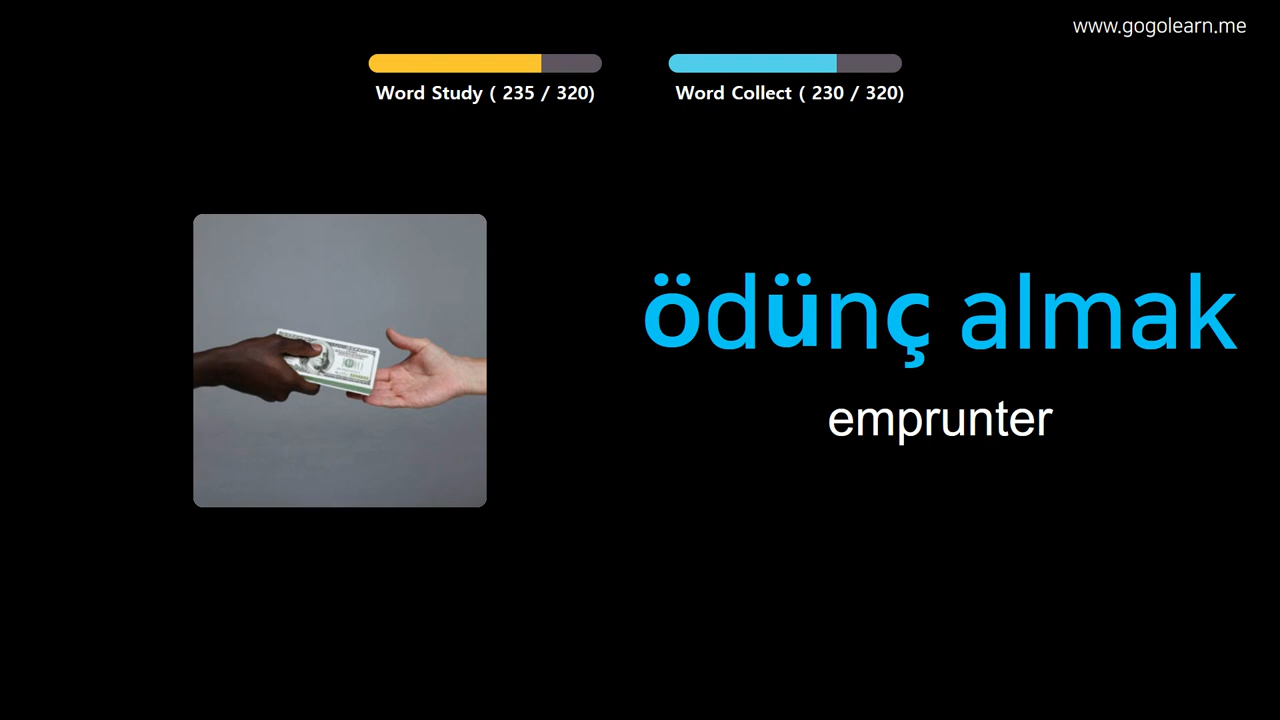 www.gogolearn.me
Word Study ( 235 / 320)
Word Collect ( 230 / 320)
ödünç almak
emprunter